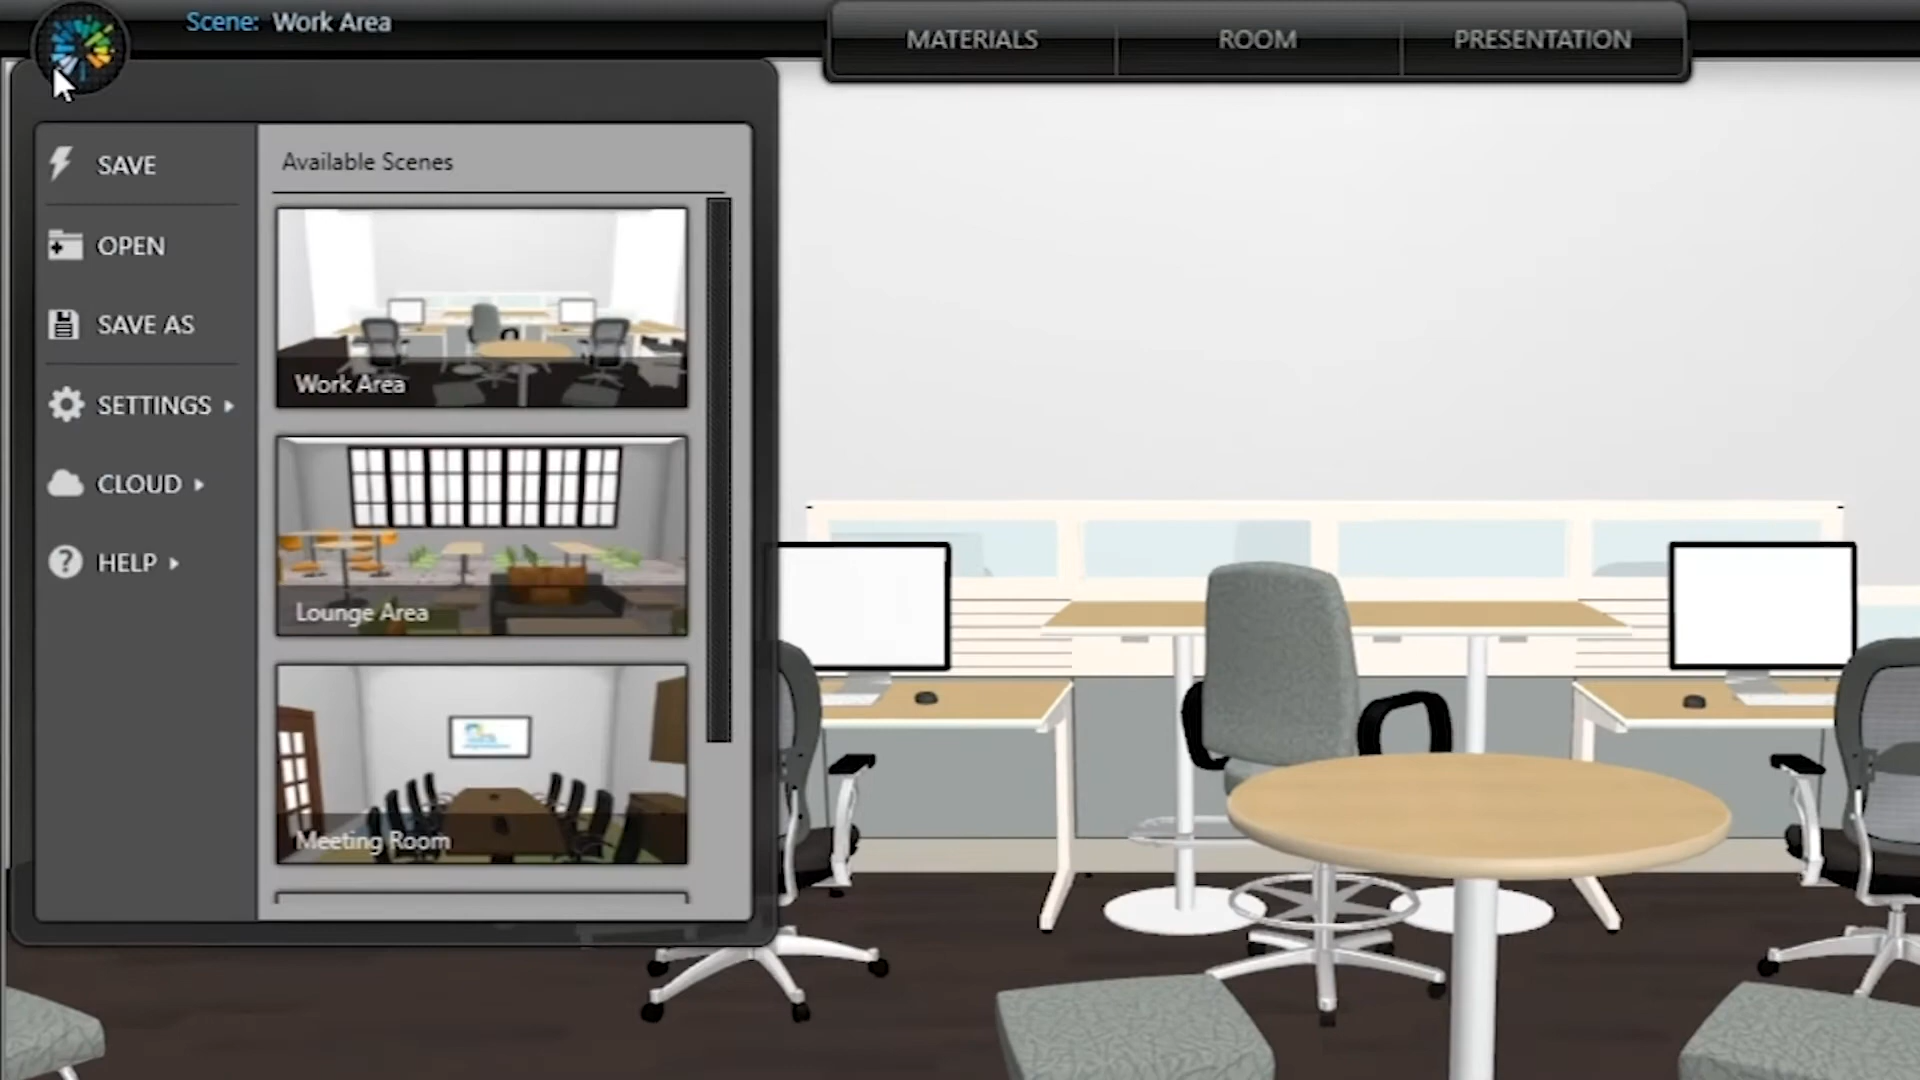 Scene: Work Area
MATERIALS
ROOM
PRESENTATION
SAVE
OPEN
SAVE AS
SETTINGS
CLOUD
HELP
Available Scenes
Work Area
Lounge Area
Meeting Room